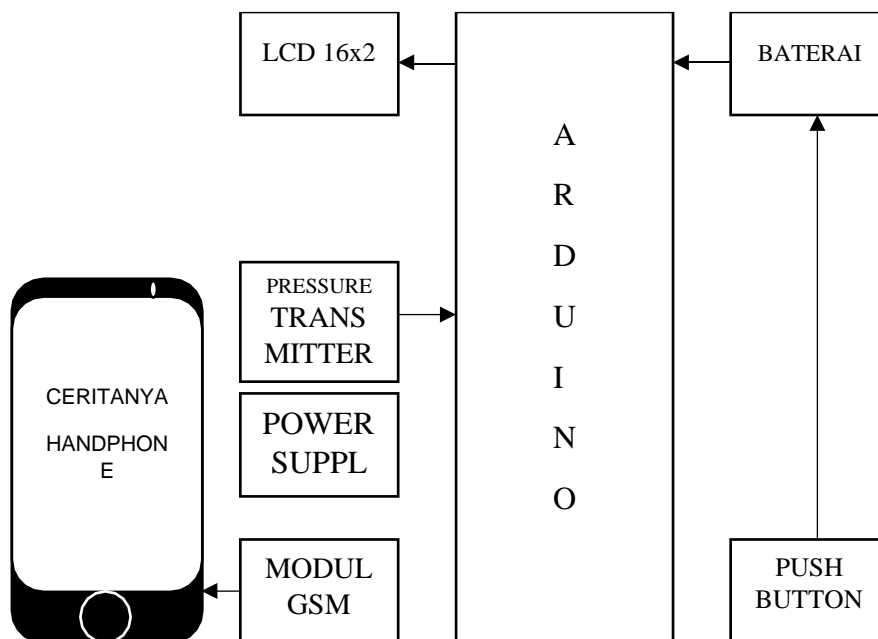 LCD 16x2
BATERAI
A
R
D
U
I
N
O
PRESSURE
TRANS
MITTER
CERITANYA
HANDPHON
E
POWER
SUPPL
MODUL
GSM
PUSH
BUTTON